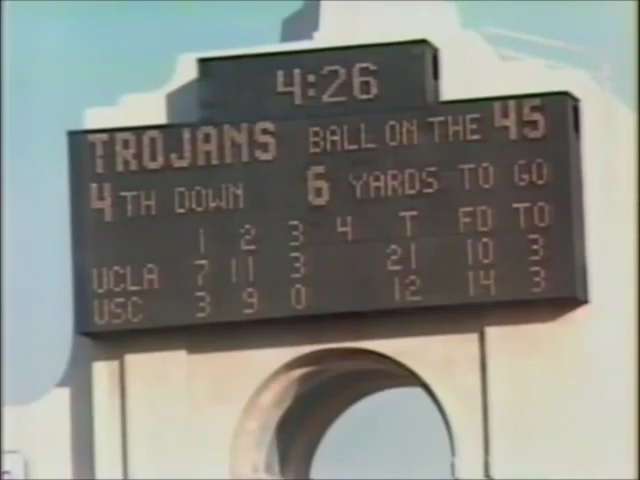 4:26
TROJANS BALL ON THE 45
4TH DOWN 6 YARDS TO GO
1 2 3 4 T FD TO
UCLA 7 11 3 21 10 3
USC 3 9 0 12 14 3